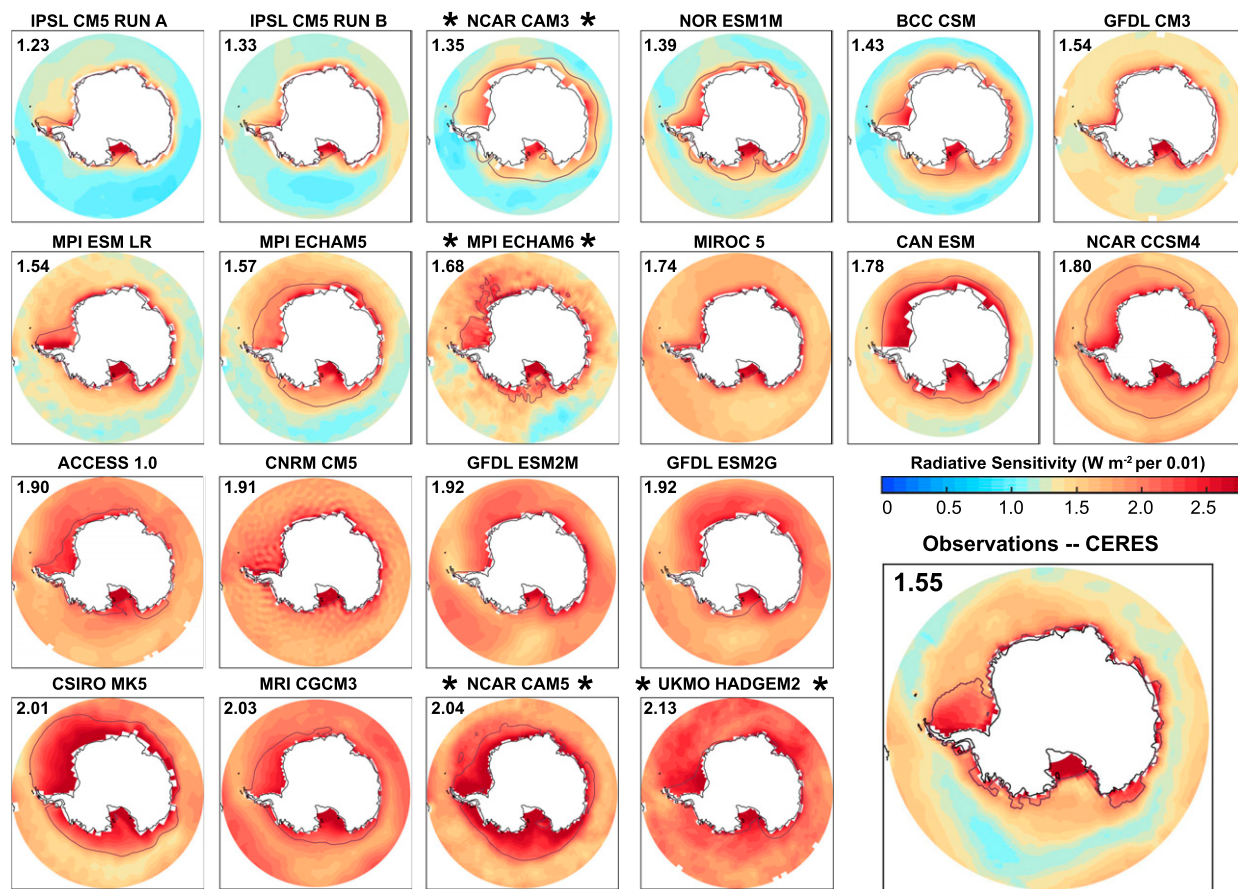 IPSL CM5 RUN A
1.23
IPSL CM5 RUN B
1.33
* NCAR CAM3 *
1.35
NOR ESM1M
1.39
BCC CSM
1.43
GFDL CM3
1.54
MPI ESM LR
1.54
MPI ECHAM5
1.57
* MPI ECHAM6 *
1.68
MIROC 5
1.74
CAN ESM
1.78
NCAR CCSM4
1.80
ACCESS 1.0
1.90
CNRM CM5
1.91
GFDL ESM2M
1.92
GFDL ESM2G
1.92
Radiative Sensitivity (W m⁻² per 0.01)
0 0.5 1.0 1.5 2.0 2.5
Observations -- CERES
1.55
CSIRO MK5
2.01
MRI CGCM3
2.03
* NCAR CAM5 *
2.04
* UKMO HADGEM2 *
2.13